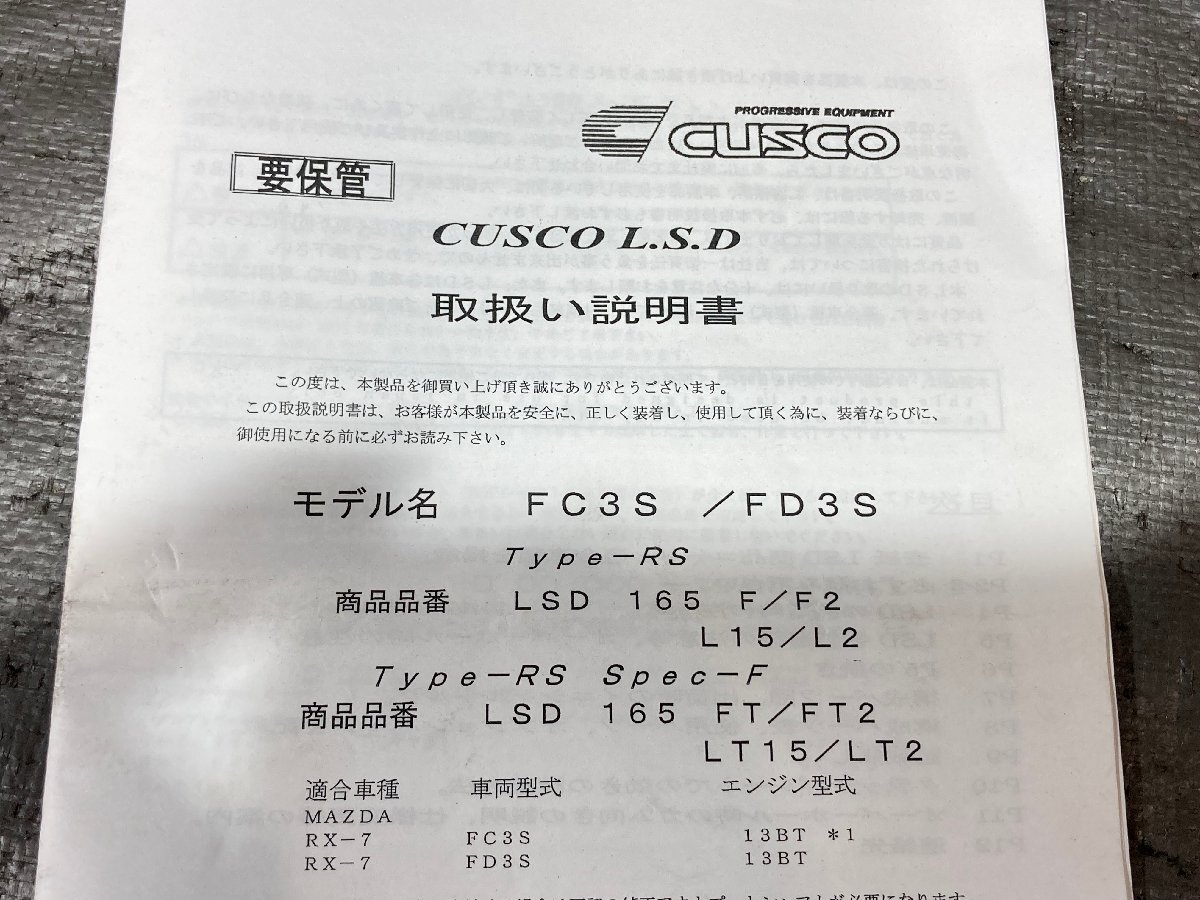 PROGRESSIVE EQUIPMENT
CUSCO
要保管
CUSCO L.S.D
取扱い説明書
この度は、本製品を御買い上げ頂き誠にありがとうございます。
この取扱説明書は、お客様が本製品を安全に、正しく装着し、使用して頂く為に、装着ならびに、
御使用になる前に必ずお読み下さい。
モデル名 FC3S /FD3S
Type-RS
商品品番 LSD 165 F/F2
L15/L2
Type-RS Spec-F
商品品番 LSD 165 FT/FT2
LT15/LT2
適合車種 車両型式 エンジン型式
MAZDA
RX-7 FC3S 13BT *1
RX-7 FD3S 13BT